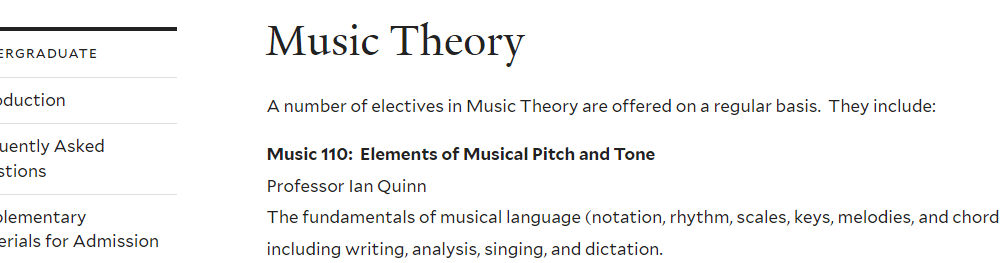 Music Theory
ERGRADUATE
A number of electives in Music Theory are offered on a regular basis. They include:
Music 110: Elements of Musical Pitch and Tone
Professor Ian Quinn
The fundamentals of musical language (notation, rhythm, scales, keys, melodies, and chord
including writing, analysis, singing, and dictation.
oduction
uently Asked
stions
plementary
erials for Admission